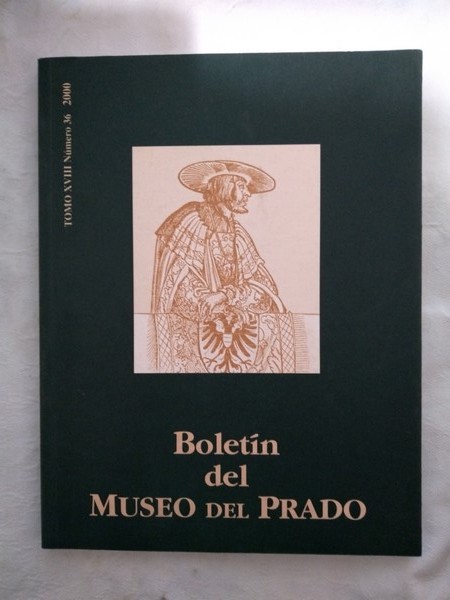 TOMO XVIII Número 36 2000
Boletín
del
MUSEO DEL PRADO